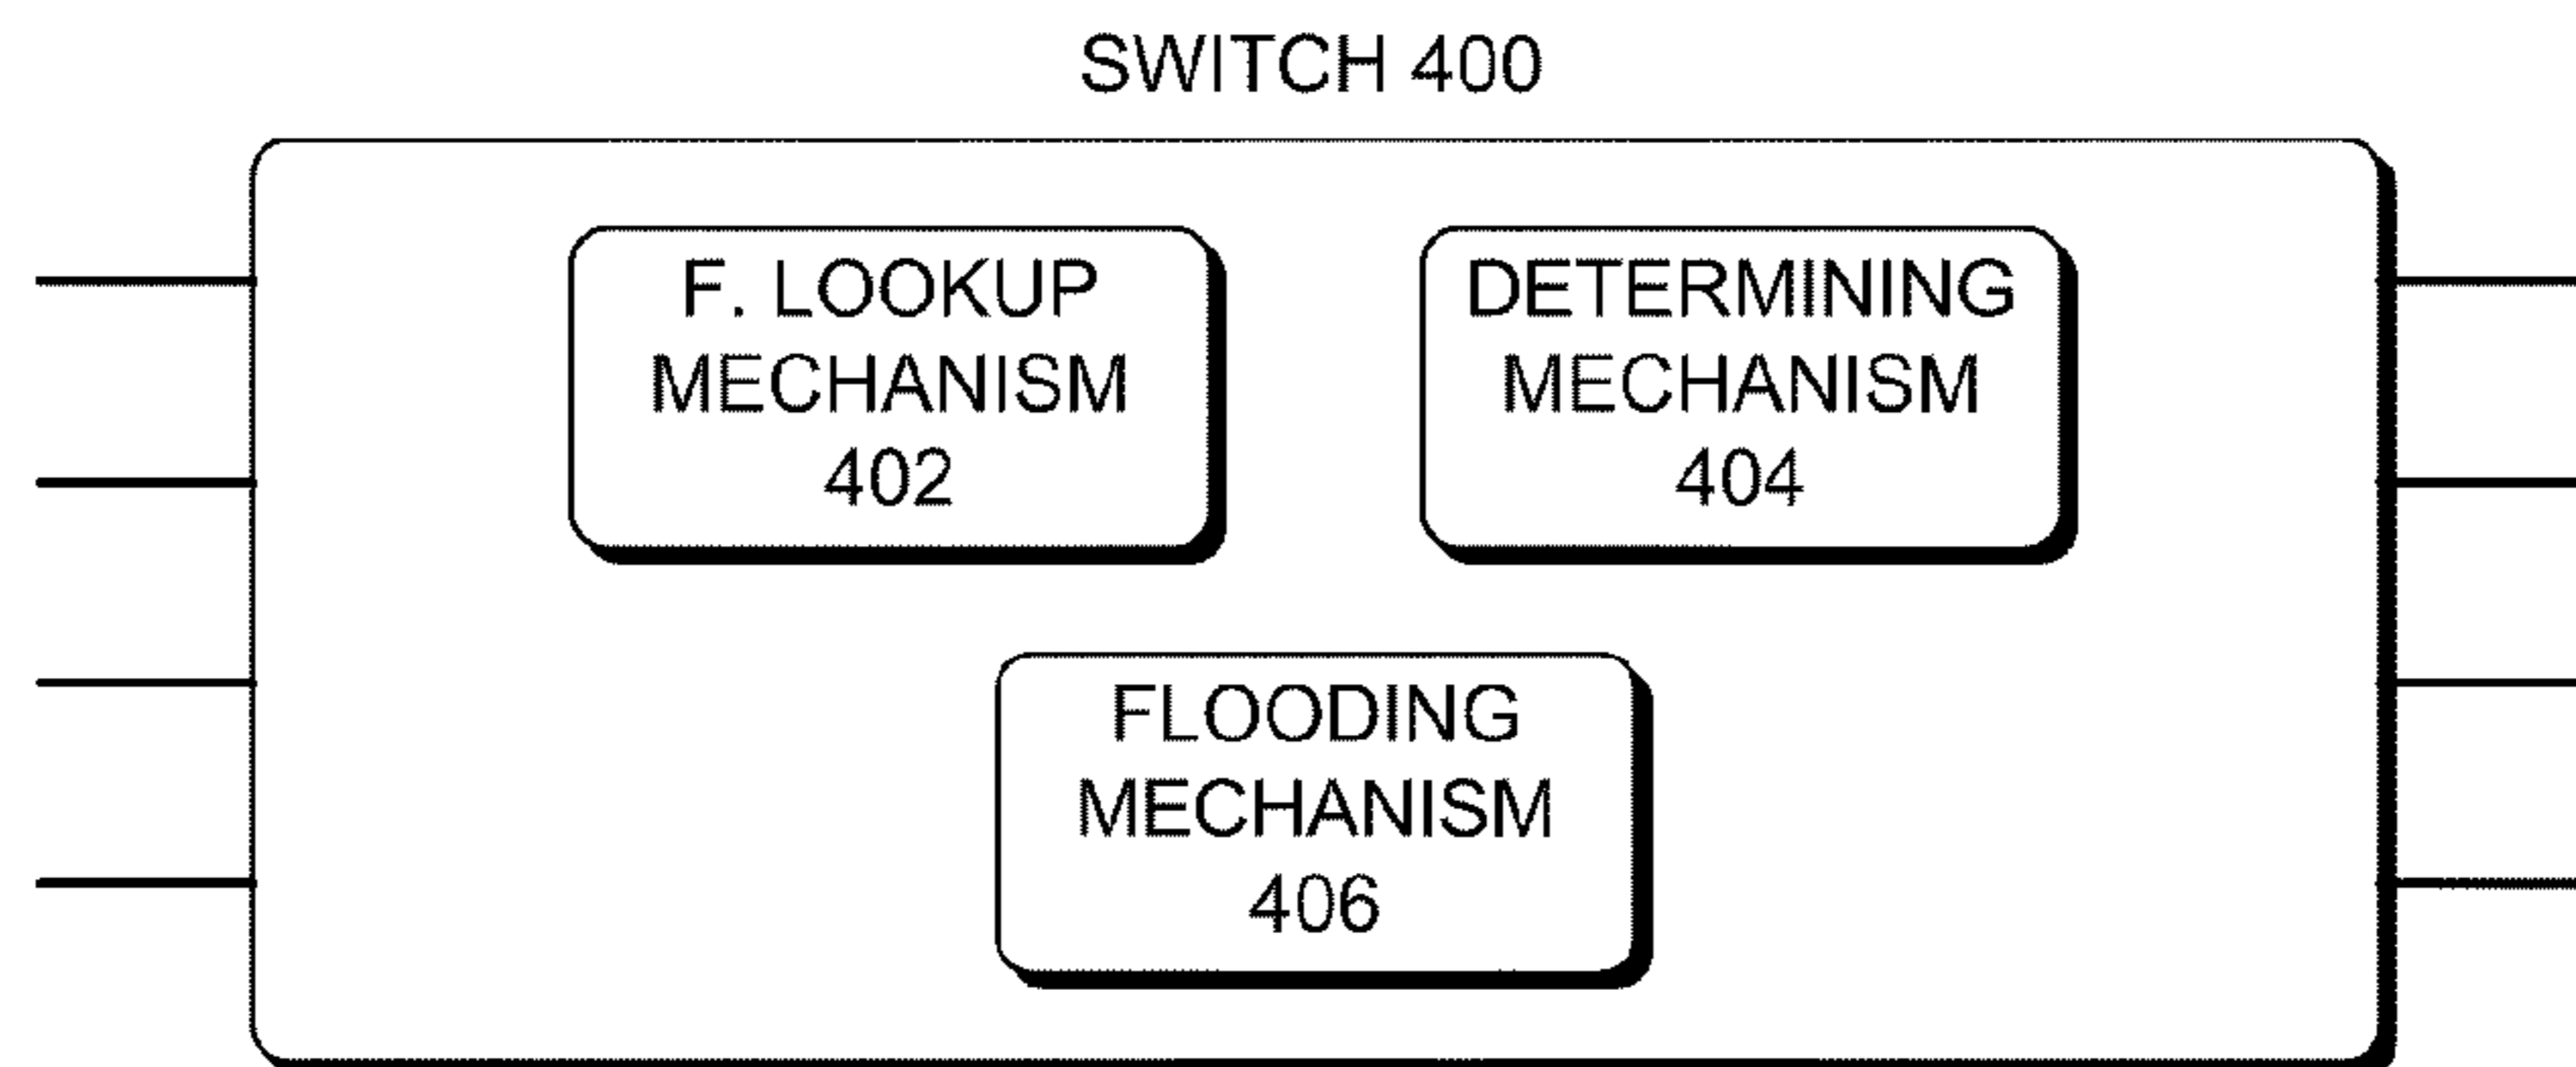 SWITCH 400
F. LOOKUP
MECHANISM
402
DETERMINING
MECHANISM
404
FLOODING
MECHANISM
406